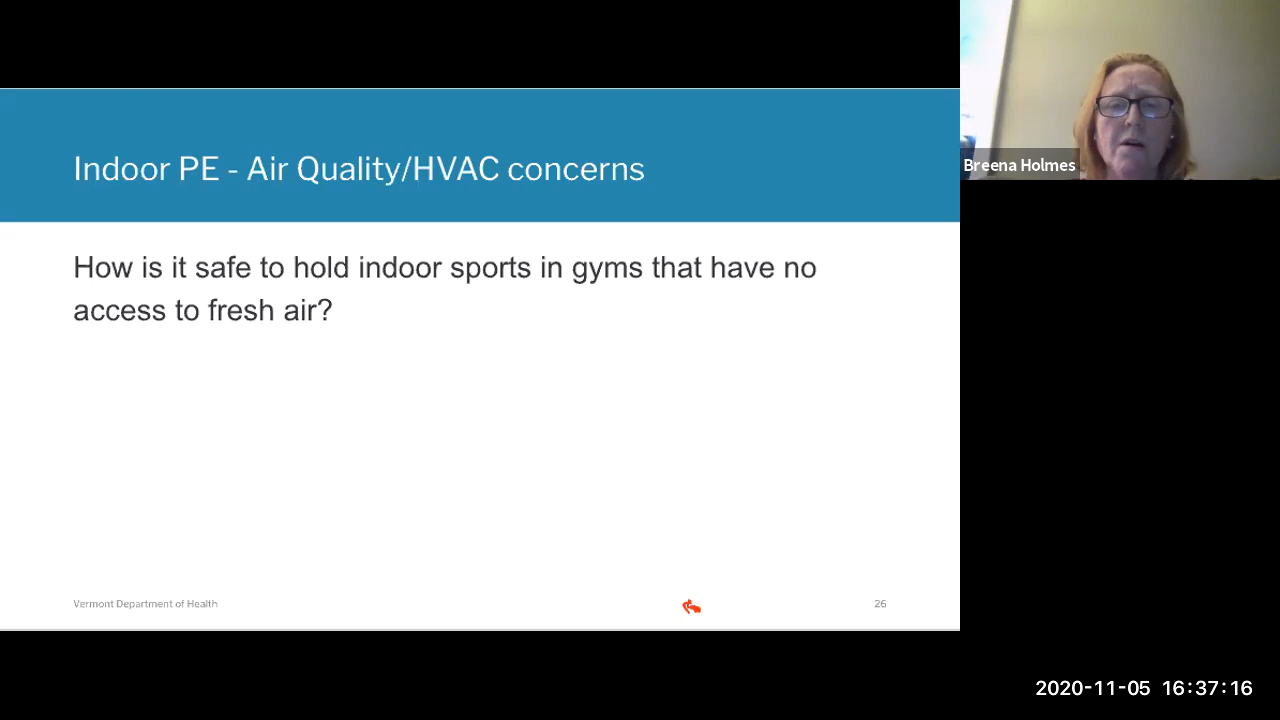 Indoor PE - Air Quality/HVAC concerns
Breena Holmes
How is it safe to hold indoor sports in gyms that have no
access to fresh air?
Vermont Department of Health
26
2020-11-05 16:37:16